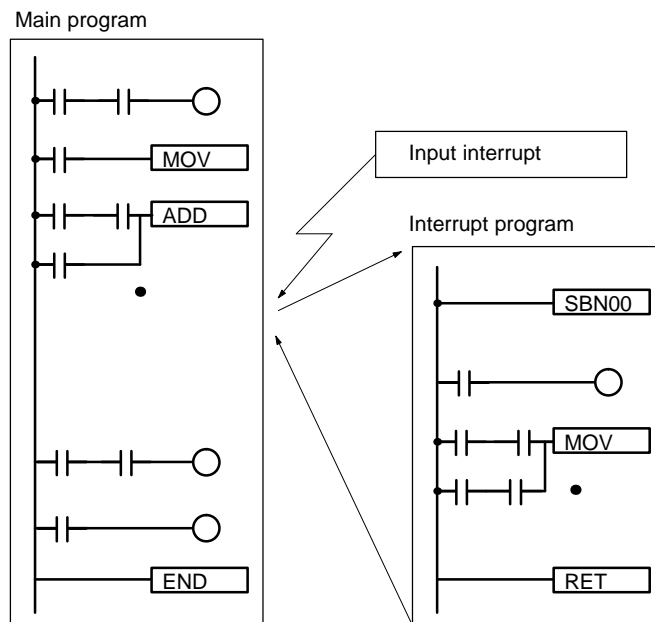 Main program
MOV
Input interrupt
ADD
Interrupt program
SBN00
MOV
END
RET